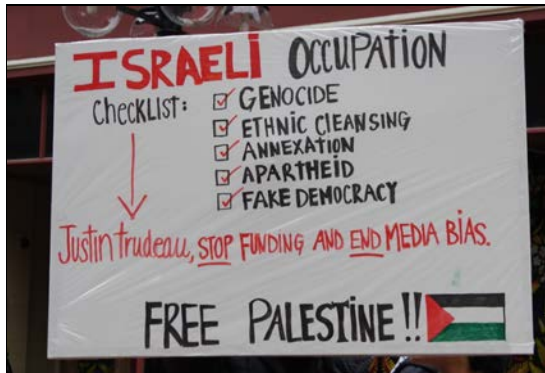 ISRAELI OCCUPATION
CHECKLIST: GENOCIDE
ETHNIC CLEANSING
ANNEXATION
APARTHEID
FAKE DEMOCRACY
Justin trudeau, STOP FUNDING AND END MEDIA BIAS.
FREE PALESTINE!!